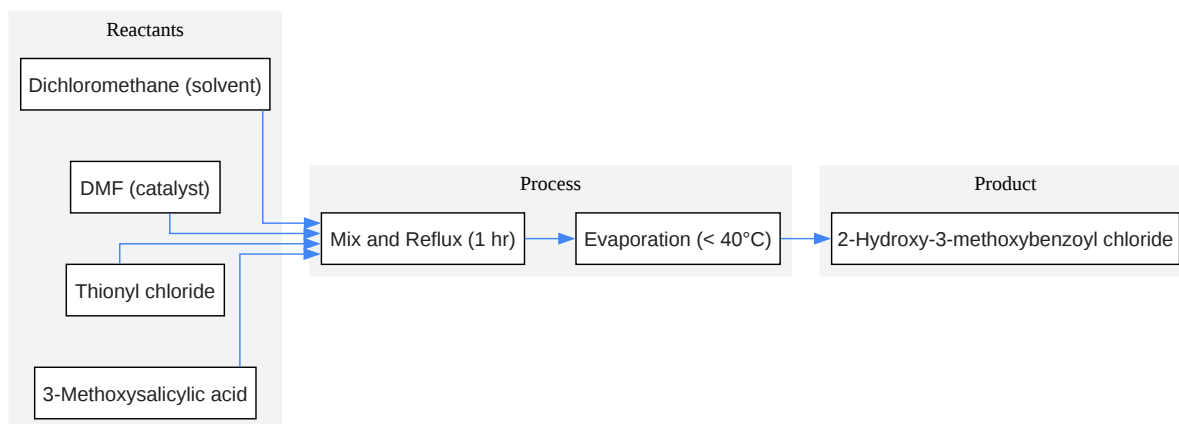 Reactants
Dichloromethane (solvent)
DMF (catalyst)
Thionyl chloride
3-Methoxysalicylic acid
Process
Mix and Reflux (1 hr)
Evaporation (< 40°C)
Product
2-Hydroxy-3-methoxybenzoyl chloride